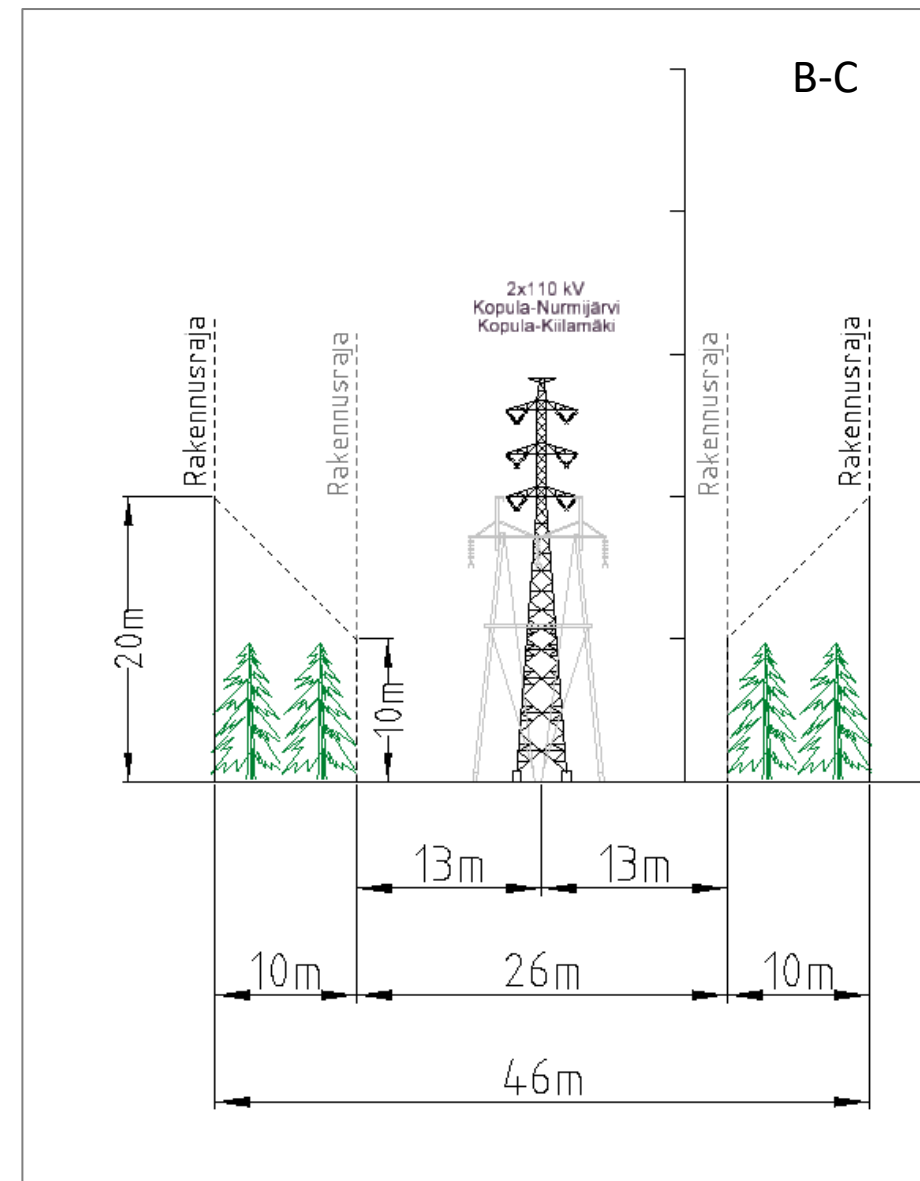 B-C
2x110 kV
Kopula-Nurmijärvi
Kopula-Kiilamäki
Rakennusraja
Rakennusraja
Rakennusraja
Rakennusraja
20m
10m
13m
13m
10m
26m
10m
46m